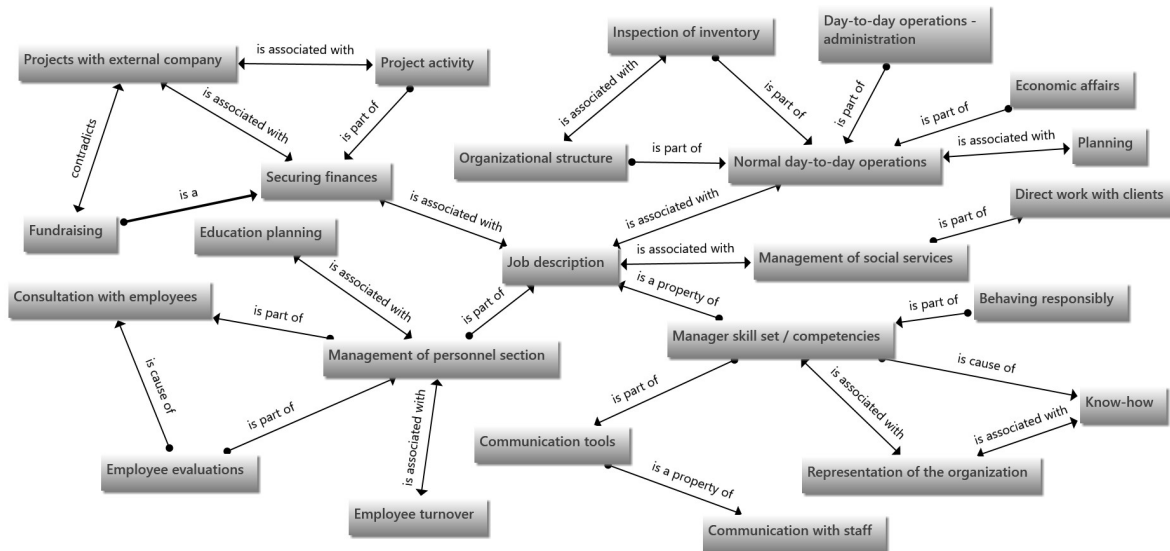 Inspection of inventory
Day-to-day operations -
administration
Projects with external company
is associated with
Project activity
Economic affairs
is associated with
is part of
is part of
is part of
is associated with
is part of
is associated with
Planning
contradicts
Organizational structure
is part of
Normal day-to-day operations
Securing finances
is a
Direct work with clients
Fundraising
Education planning
is associated with
is associated with
is part of
Job description
is associated with
Management of social services
is associated with
is part of
is a property of
Consultation with employees
is part of
is part of
Behaving responsibly
Management of personnel section
Manager skill set / competencies
is cause of
is cause of
is part of
is part of
is associated with
is associated with
Know-how
is associated with
Communication tools
Employee evaluations
is a property of
Representation of the organization
Employee turnover
Communication with staff